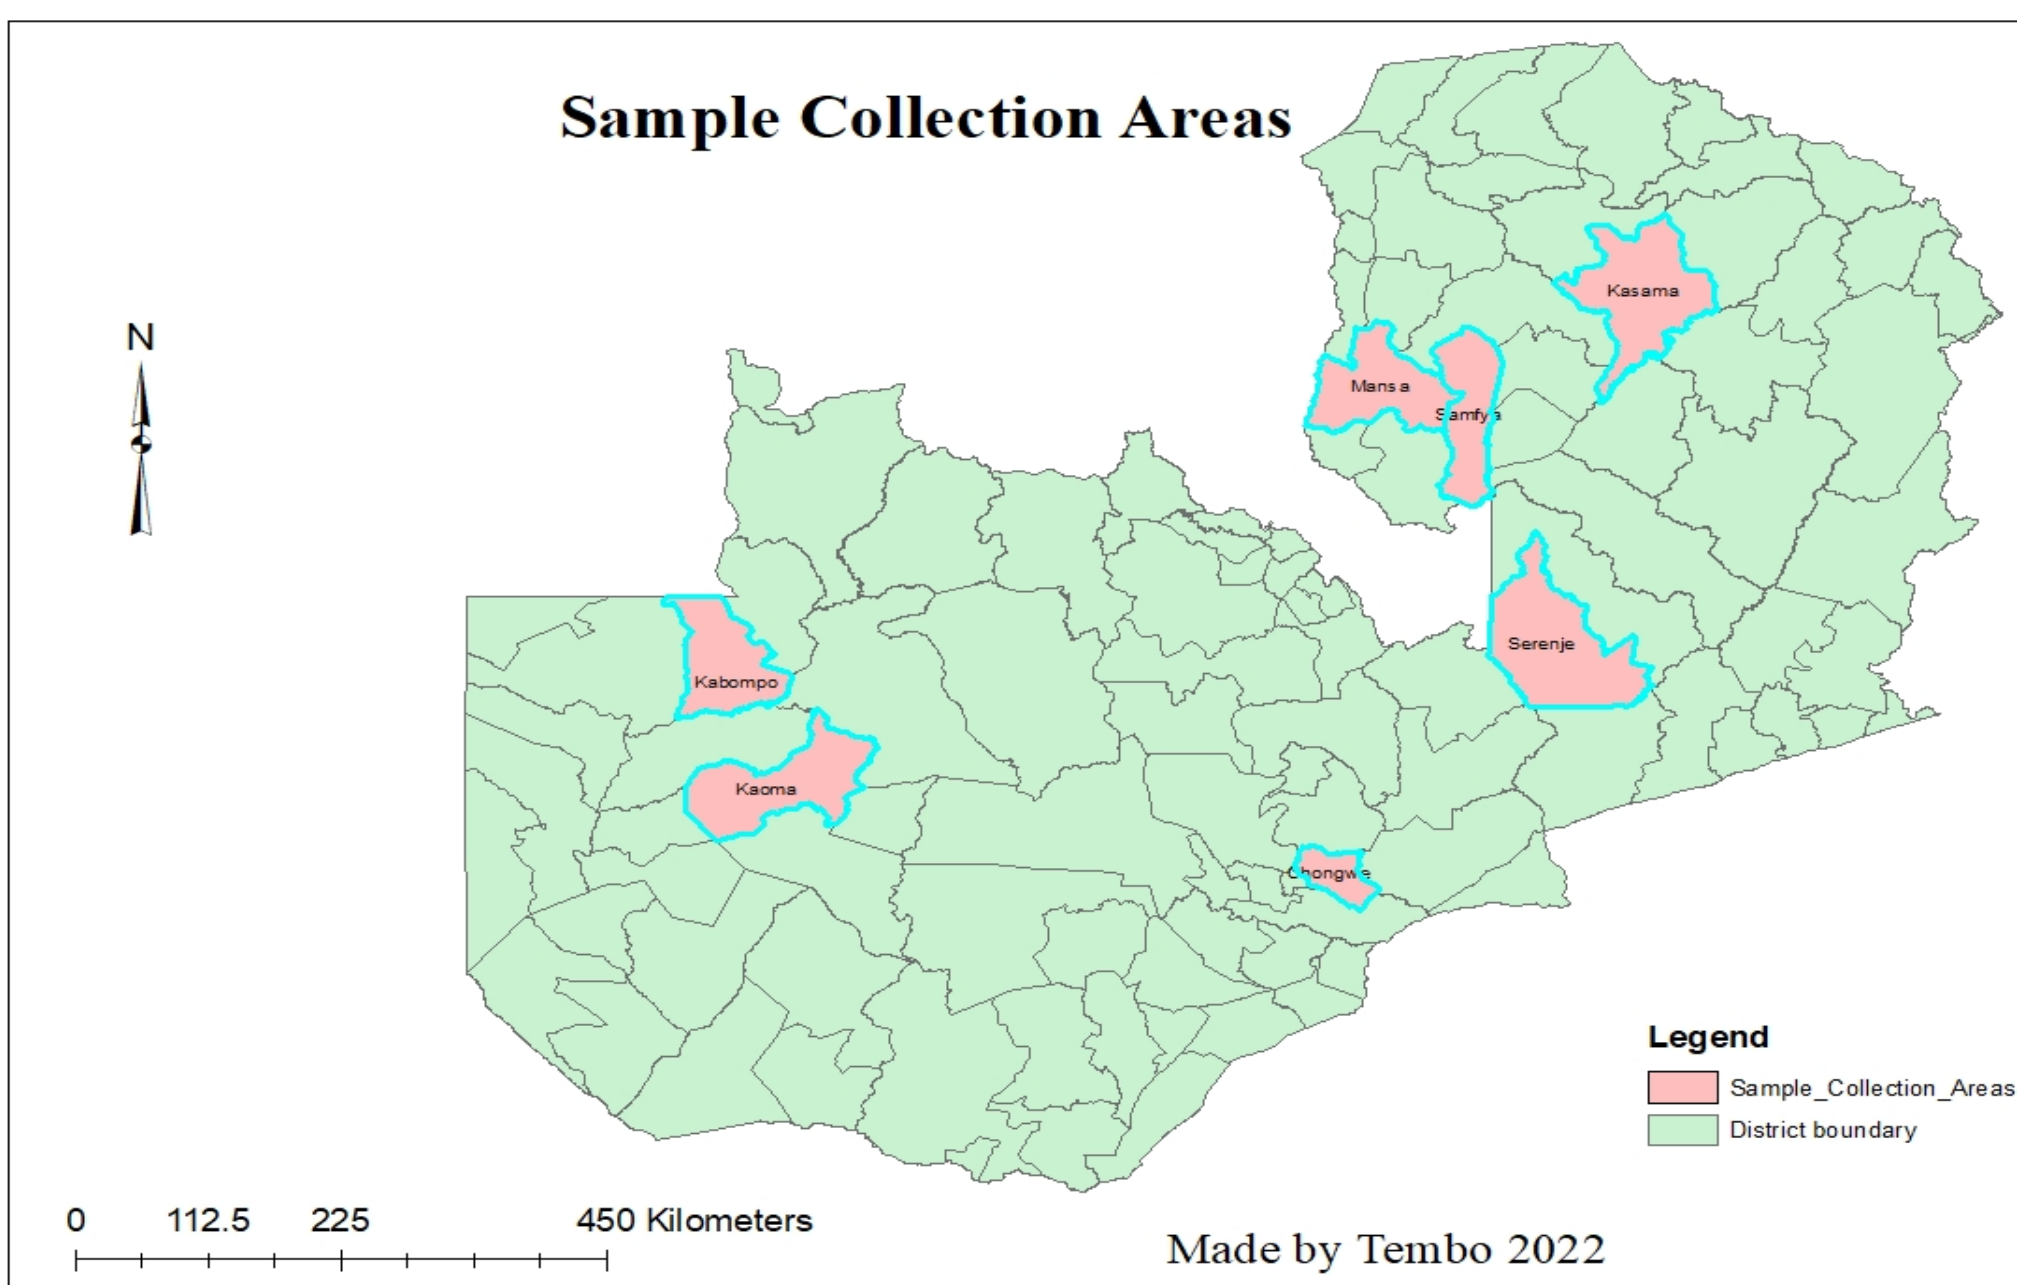 Sample Collection Areas
N
Kasama
Mansa
Samfya
Serenje
Kabompo
Kaoma
Chongwe
Legend
Sample_Collection_Areas
District boundary
0 112.5 225 450 Kilometers
Made by Tembo 2022